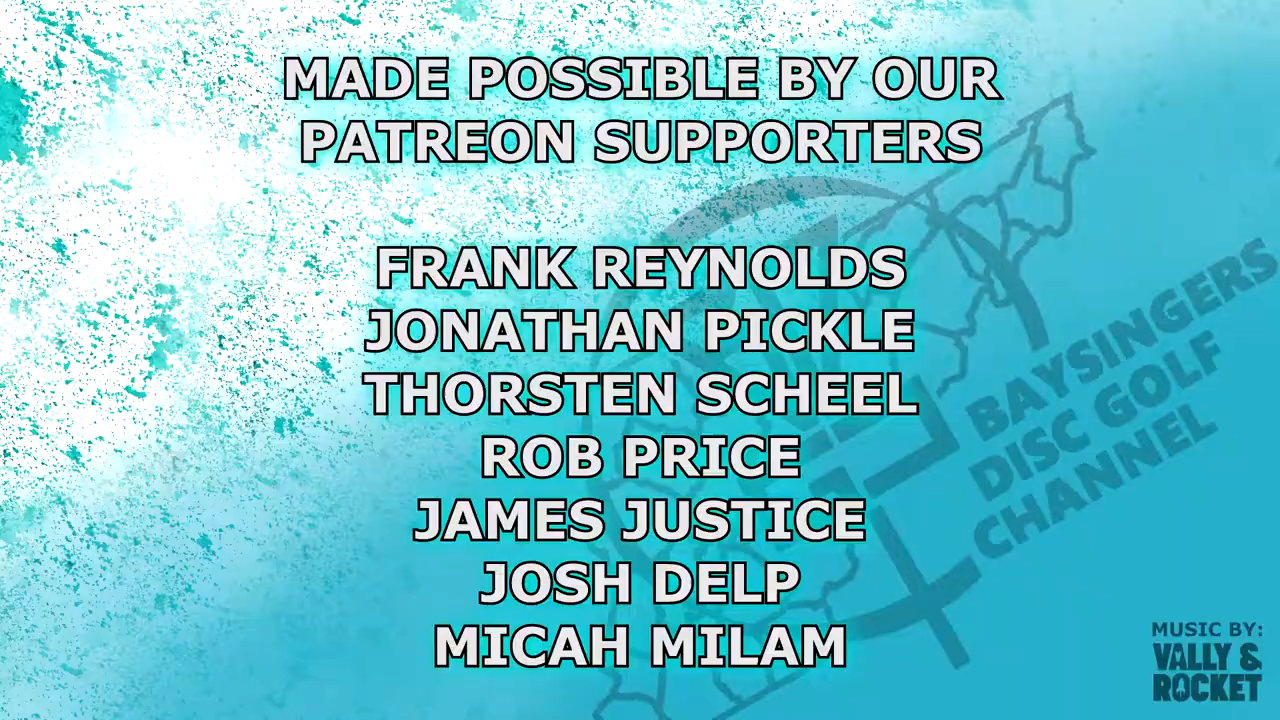 MADE POSSIBLE BY OUR
PATREON SUPPORTERS
FRANK REYNOLDS
JONATHAN PICKLE
THORSTEN SCHEEL
ROB PRICE
JAMES JUSTICE
JOSH DELP
MICAH MILAM
BAYSINGERS
DISC GOLF
CHANNEL
MUSIC BY:
VALLY &
ROCKET